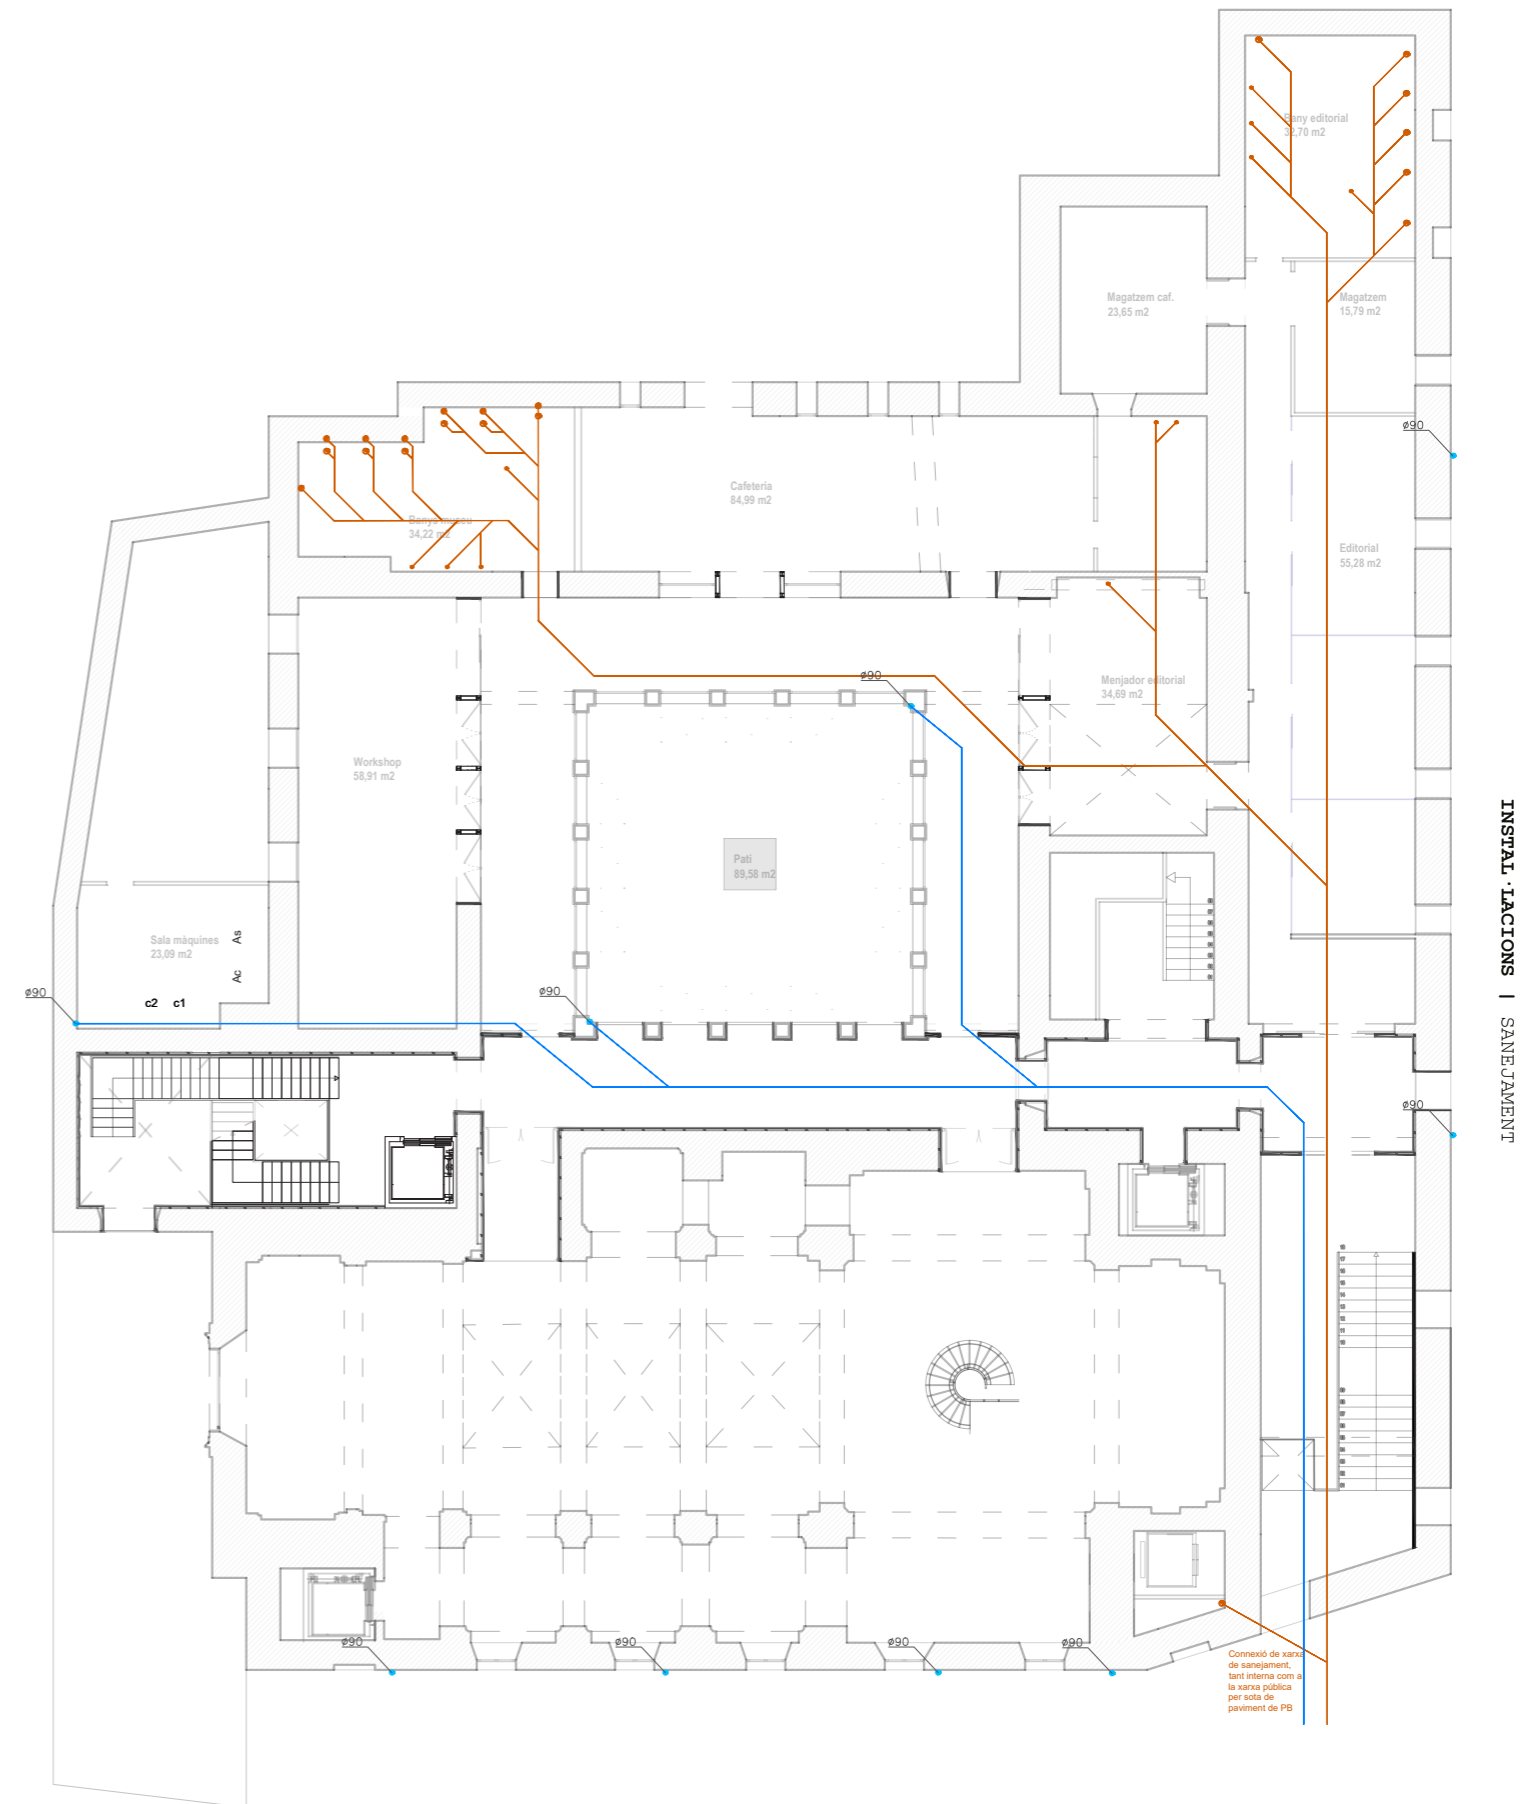 Bany editorial
32,70 m2
Magatzem caf.
23,65 m2
Magatzem
15,79 m2
ø90
Cafeteria
84,99 m2
Banys museu
34,22 m2
Editorial
55,28 m2
ø90
Menjador editorial
34,69 m2
Workshop
58,91 m2
INSTAL·LACIONS | SANEJAMENT
Pati
89,58 m2
Sala màquines
23,09 m2
As
Ac
c2 c1
ø90
ø90
ø90
ø90
ø90
ø90
ø90
Connexió de xarxa
de sanejament,
tant interna com a
la xarxa pública
per sota de
paviment de PB